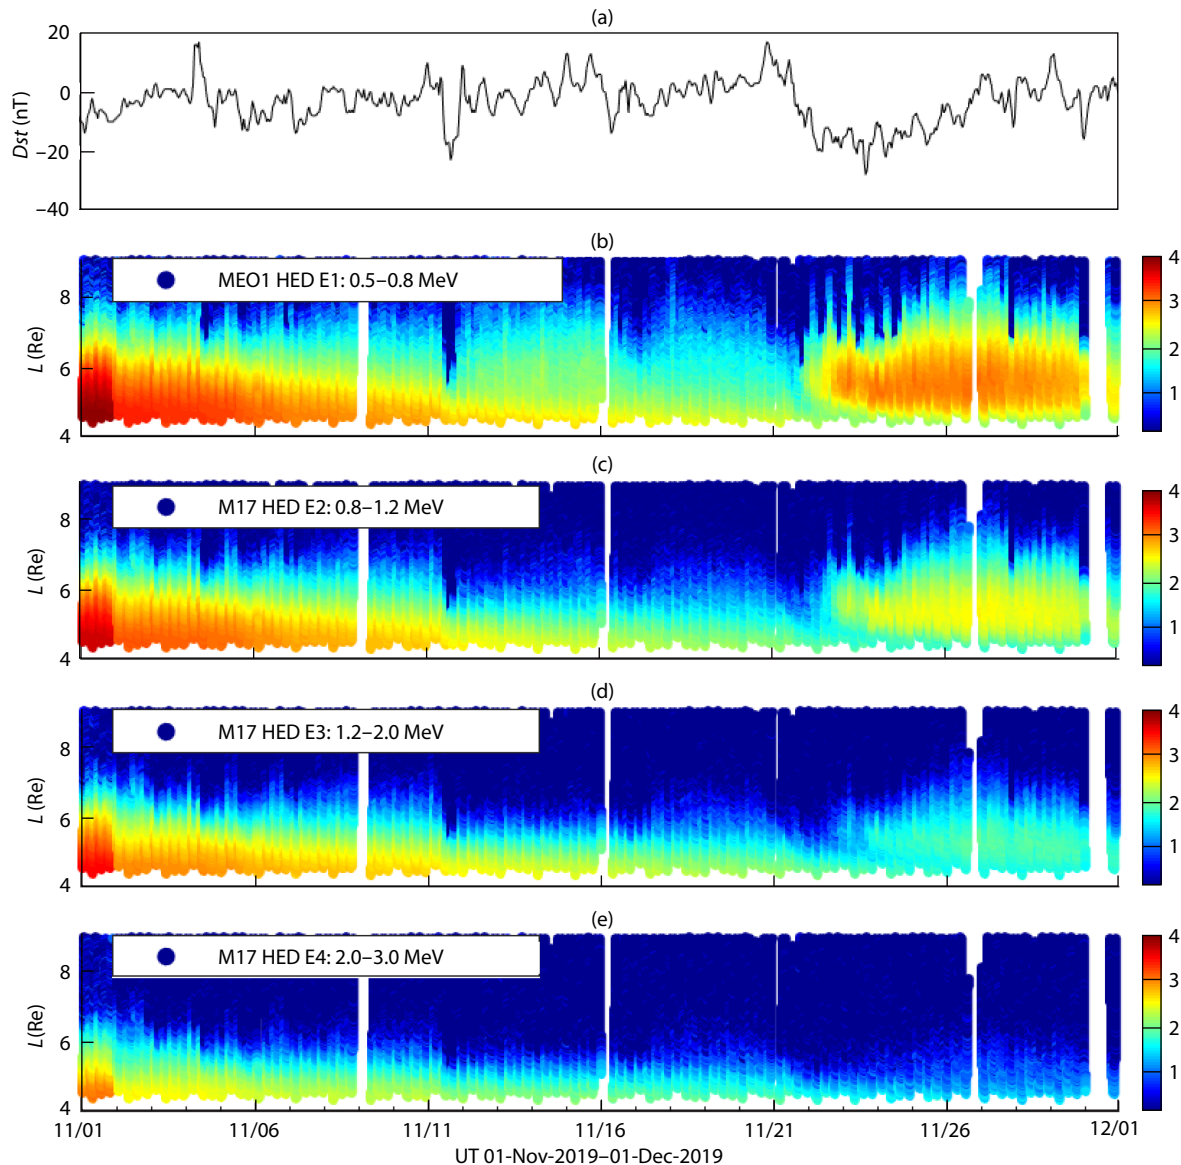 (a)
20
0
−20
−40
Dst (nT)
(b)
MEO1 HED E1: 0.5–0.8 MeV
8
6
4
L (Re)
4
3
2
1
(c)
M17 HED E2: 0.8–1.2 MeV
8
6
4
L (Re)
4
3
2
1
(d)
M17 HED E3: 1.2–2.0 MeV
8
6
4
L (Re)
4
3
2
1
(e)
M17 HED E4: 2.0–3.0 MeV
8
6
4
L(Re)
4
3
2
1
11/01 11/06 11/11 11/16 11/21 11/26 12/01
UT 01-Nov-2019–01-Dec-2019